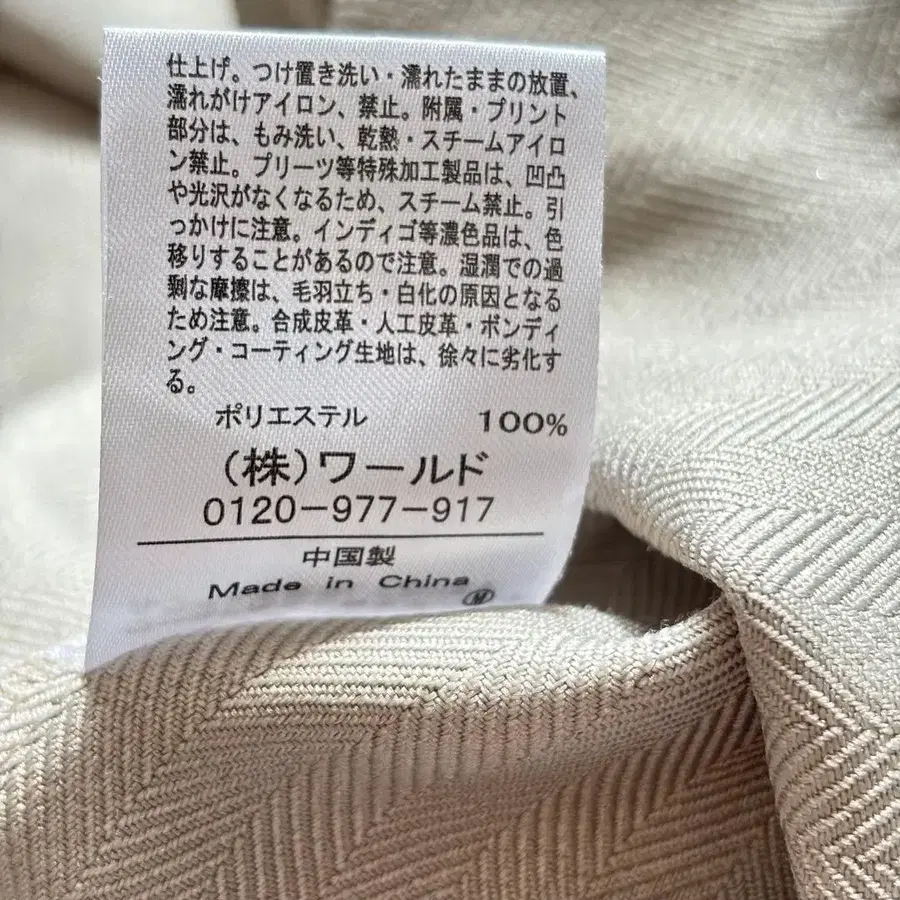 仕上げ。つけ置き洗い・濡れたままの放置、
濡れがけアイロン、禁止。附属・プリント
部分は、もみ洗い、乾熱・スチームアイロ
ン禁止。プリーツ等特殊加工製品は、凹凸
や光沢がなくなるため、スチーム禁止。引
っかけに注意。インディゴ等濃色品は、色
移りすることがあるので注意。湿潤での過
剰な摩擦は、毛羽立ち・白化の原因となる
ため注意。合成皮革・人工皮革・ボンディ
ング・コーティング生地は、徐々に劣化す
る。
ポリエステル 100%
(株)ワールド
0120-977-917
中国製
Made in China
M